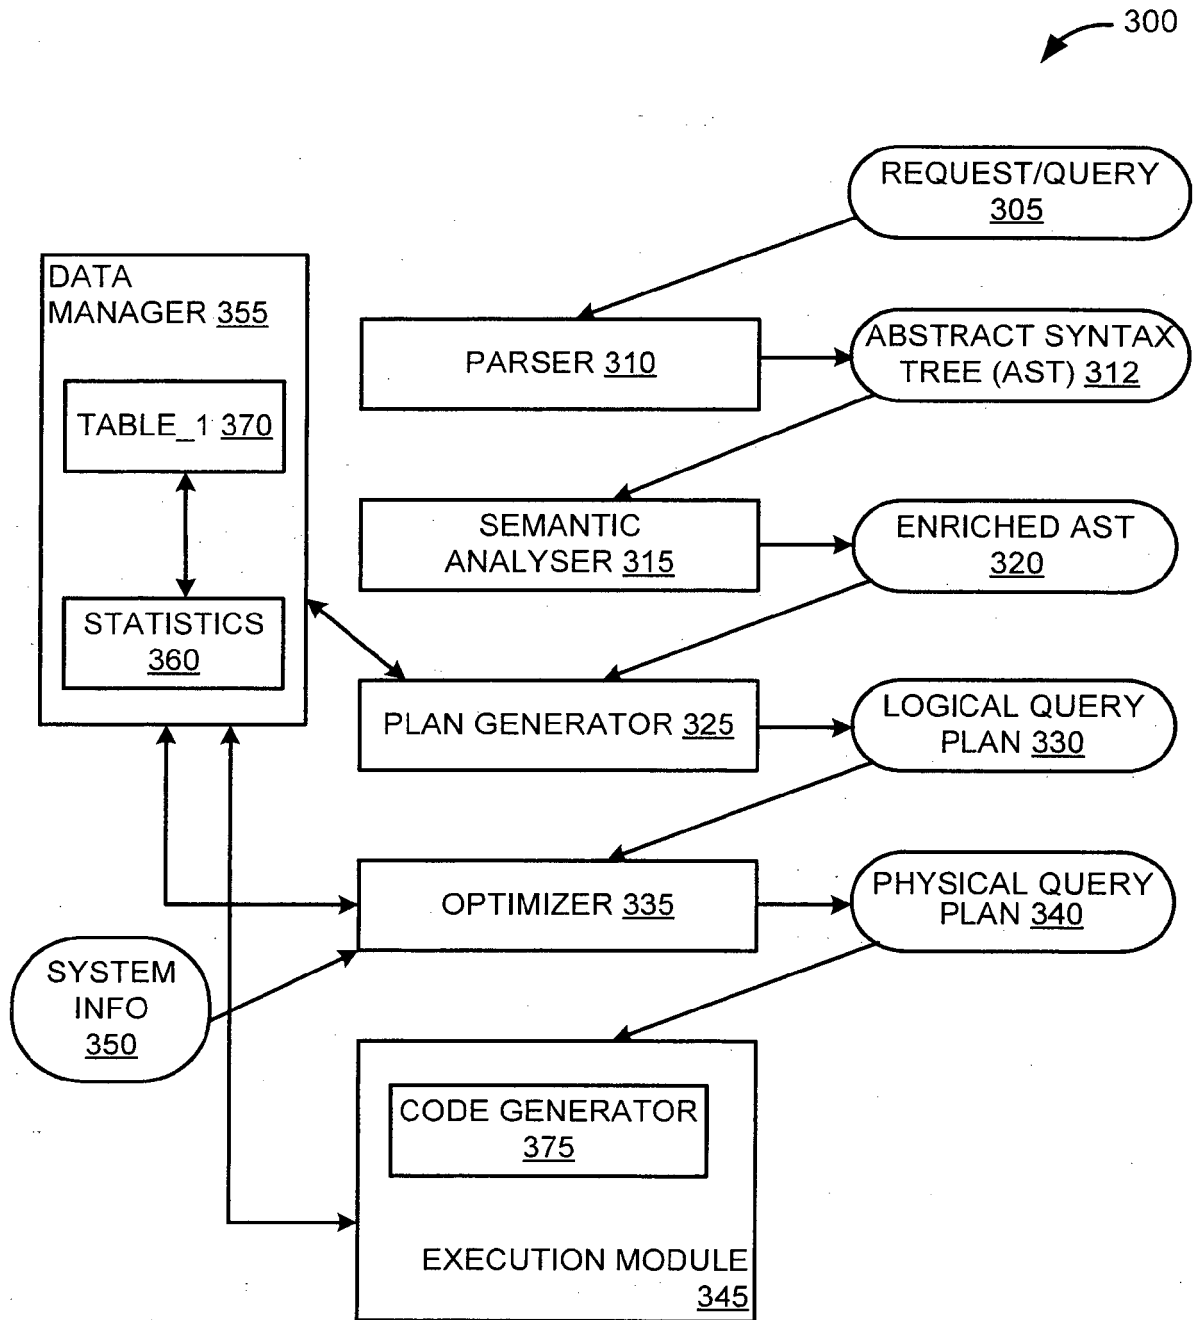 300
REQUEST/QUERY
305
DATA
MANAGER 355
TABLE_1 370
STATISTICS
360
PARSER 310
ABSTRACT SYNTAX
TREE (AST) 312
SEMANTIC
ANALYSER 315
ENRICHED AST
320
PLAN GENERATOR 325
LOGICAL QUERY
PLAN 330
OPTIMIZER 335
PHYSICAL QUERY
PLAN 340
SYSTEM
INFO
350
CODE GENERATOR
375
EXECUTION MODULE
345